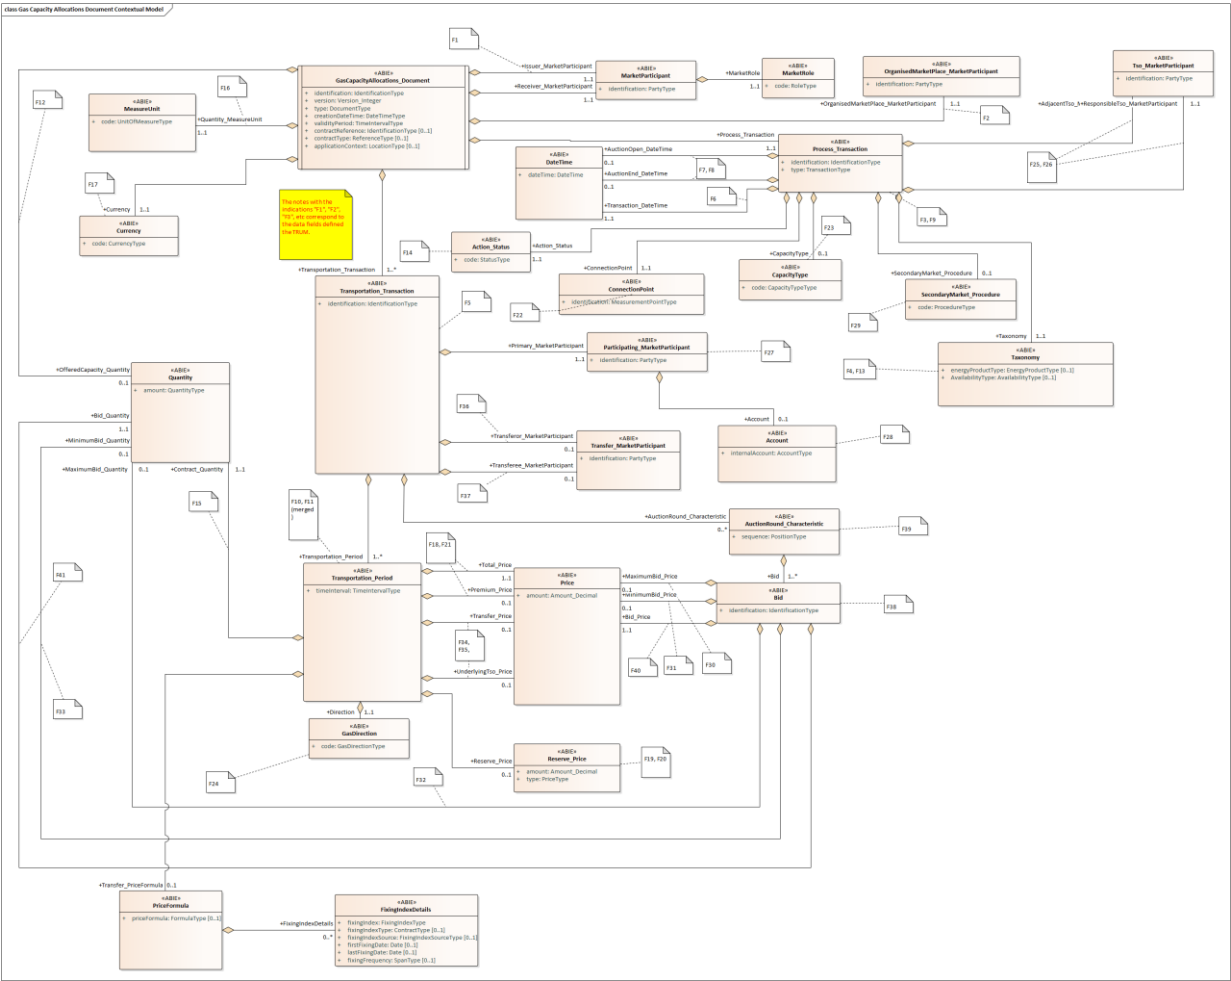 class Gas Capacity Allocations Document Contextual Model
F1
«ABIE»
GasCapacityAllocations_Document
+ identification: IdentificationType
+ version: Version_Integer
+ type: DocumentType
+ creationDateTime: DateTimeType
+ validityPeriod: TimeIntervalType
+ contractReference: IdentificationType [0..1]
+ contractType: ReferenceType [0..1]
+ applicationContext: LocationType [0..1]
+Issuer_MarketParticipant
1..1
+Receiver_MarketParticipant
1..1
«ABIE»
MarketParticipant
+ identification: PartyType
+MarketRole
1..1
«ABIE»
MarketRole
+ code: RoleType
«ABIE»
OrganisedMarketPlace_MarketParticipant
+ identification: PartyType
+OrganisedMarketPlace_MarketParticipant
1..1
F2
«ABIE»
Tso_MarketParticipant
+ identification: PartyType
+ResponsibleTso_MarketParticipant
1..1
F25, F26
F12
F16
«ABIE»
MeasureUnit
+ code: UnitOfMeasureType
+Quantity_MeasureUnit
1..1
F17
+Currency
1..1
«ABIE»
Currency
+ code: CurrencyType
The notes with the
indications "F1", "F2",
"F3", etc correspond to
the data fields defined
the TRUM.
+Process_Transaction
1..1
«ABIE»
Process_Transaction
+ identification: IdentificationType
+ type: TransactionType
«ABIE»
DateTime
+ dateTime: DateTime
+AuctionOpen_DateTime
0..1
+AuctionEnd_DateTime
0..1
+Transaction_DateTime
1..1
F7, F8
F6
F3, F9
F14
«ABIE»
Action_Status
+ code: StatusType
+Action_Status
1..1
F23
+ConnectionPoint
1..1
«ABIE»
ConnectionPoint
+ identification: MeasurementPointType
F22
+CapacityType
0..1
«ABIE»
CapacityType
+ code: CapacityTypeType
+SecondaryMarket_Procedure
0..1
«ABIE»
SecondaryMarket_Procedure
+ code: ProcedureType
F29
+Taxonomy
1..1
«ABIE»
Taxonomy
+ energyProductType: EnergyProductType [0..1]
+ AvailabilityType: AvailabilityType [0..1]
F4, F13
+Transportation_Transaction
1..*
«ABIE»
Transportation_Transaction
+ identification: IdentificationType
F5
+Primary_MarketParticipant
1..1
«ABIE»
Participating_MarketParticipant
+ identification: PartyType
F27
+Account
0..1
«ABIE»
Account
+ internalAccount: AccountType
F28
+OfferedCapacity_Quantity
0..1
«ABIE»
Quantity
+ amount: QuantityType
+Bid_Quantity
1..1
+MinimumBid_Quantity
0..1
+MaximumBid_Quantity
0..1
+Contract_Quantity
1..1
F15
F36
+Transferor_MarketParticipant
0..1
+Transferee_MarketParticipant
0..1
«ABIE»
Transfer_MarketParticipant
+ identification: PartyType
F37
F10, F11
(merged
)
+AuctionRound_Characteristic
0..*
«ABIE»
AuctionRound_Characteristic
+ sequence: PositionType
F39
+Transportation_Period
1..*
«ABIE»
Transportation_Period
+ timeInterval: TimeIntervalType
F18, F21
+Total_Price
1..1
+Premium_Price
0..1
+Transfer_Price
0..1
F34,
F35,
+UnderlyingTso_Price
0..1
«ABIE»
Price
+ amount: Amount_Decimal
+MaximumBid_Price
0..1
+MinimumBid_Price
0..1
+Bid_Price
1..1
+Bid
1..*
«ABIE»
Bid
+ identification: IdentificationType
F38
F40
F31
F30
F41
F33
+Direction
1..1
«ABIE»
GasDirection
+ code: GasDirectionType
F24
+Reserve_Price
0..1
«ABIE»
Reserve_Price
+ amount: Amount_Decimal
+ type: PriceType
F19, F20
F32
+Transfer_PriceFormula
0..1
«ABIE»
PriceFormula
+ priceFormula: FormulaType [0..1]
+FixingIndexDetails
0..*
«ABIE»
FixingIndexDetails
+ fixingIndex: FixingIndexType
+ fixingIndexType: ContractType [0..1]
+ fixingIndexSource: FixingIndexSourceType [0..1]
+ firstFixingDate: Date [0..1]
+ lastFixingDate: Date [0..1]
+ fixingFrequency: SpanType [0..1]